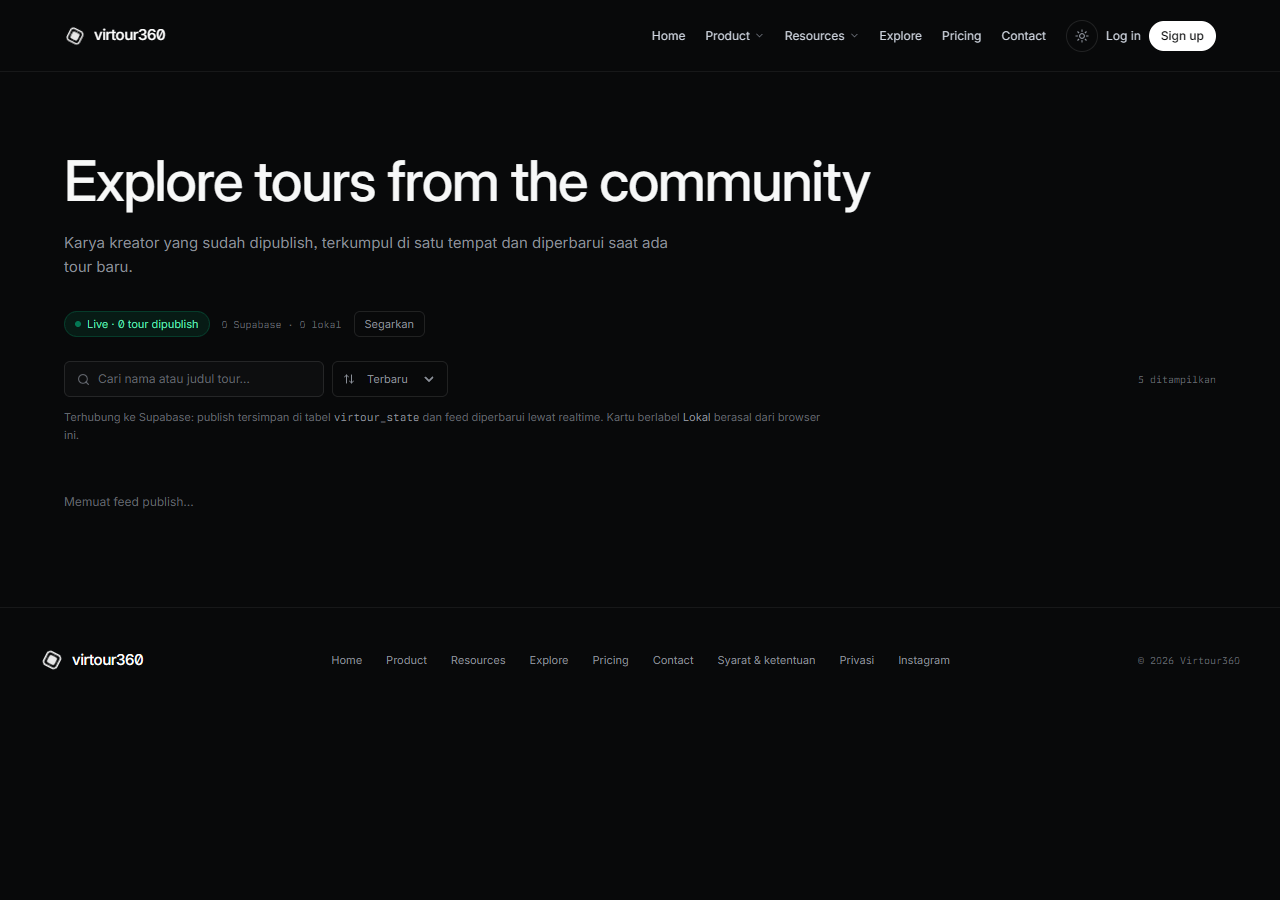 virtour360
Home Product Resources Explore Pricing Contact Log in Sign up
Explore tours from the community
Karya kreator yang sudah dipublish, terkumpul di satu tempat dan diperbarui saat ada
tour baru.
Live · 0 tour dipublish 0 Supabase · 0 lokal Segarkan
Cari nama atau judul tour... Terbaru 5 ditampilkan
Terhubung ke Supabase: publish tersimpan di tabel virtour_state dan feed diperbarui lewat realtime. Kartu berlabel Lokal berasal dari browser
ini.
Memuat feed publish...
virtour360 Home Product Resources Explore Pricing Contact Syarat & ketentuan Privasi Instagram © 2026 Virtour360